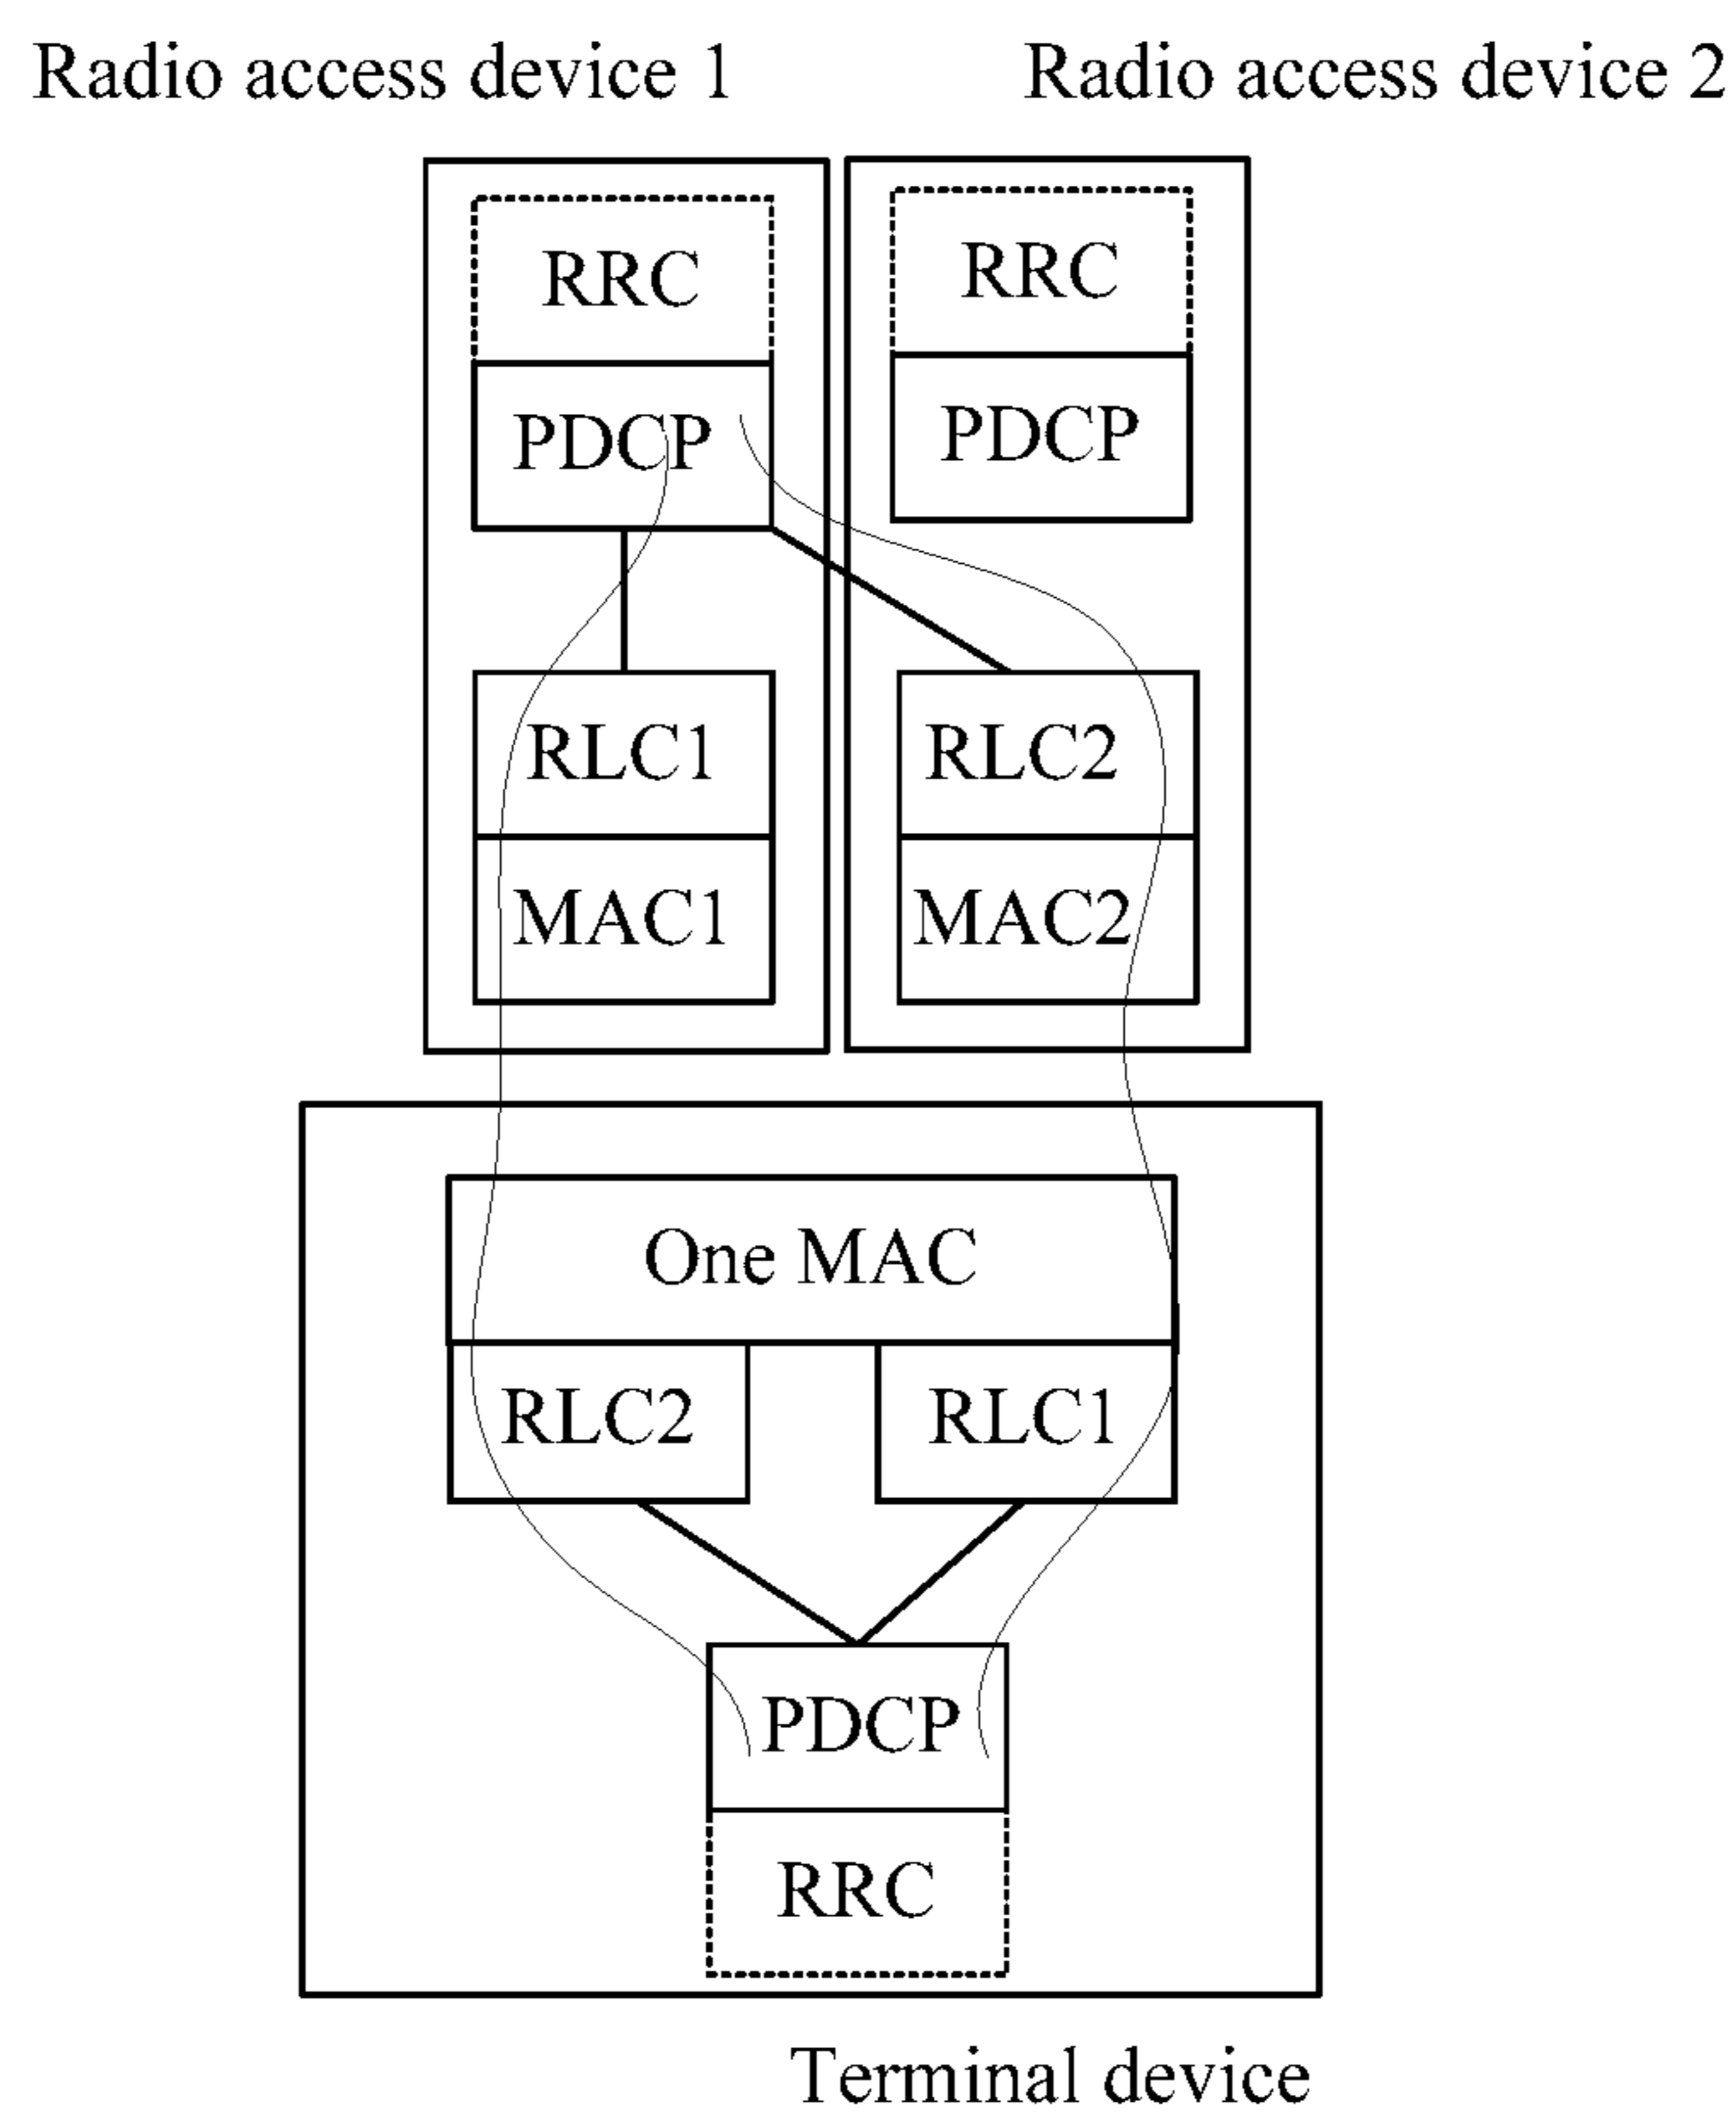 Radio access device 1
Radio access device 2
RRC
PDCP
RLC1
MAC1
RRC
PDCP
RLC2
MAC2
One MAC
RLC2
RLC1
PDCP
RRC
Terminal device